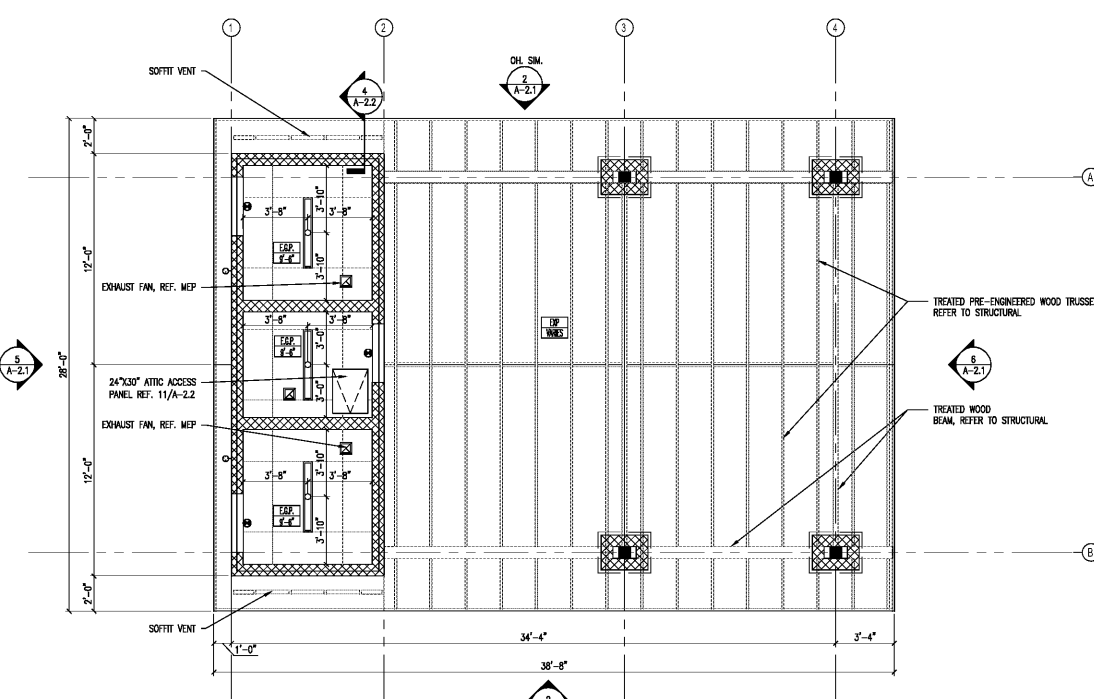 1
2
3
4
SOFFIT VENT
4
A-2.2
OH. SIM.
2
A-2.1
2'-0"
A
3'-8"
3'-8"
3'-10"
12'-0"
E.G.P.
9'-6"
3'-10"
EXHAUST FAN, REF. MEP
TREATED PRE-ENGINEERED WOOD TRUSSE
REFER TO STRUCTURAL
3'-8"
3'-8"
EXP
VARIES
E.G.P.
9'-6"
3'-0"
5
A-2.1
28'-0"
6
A-2.1
24"X30" ATTIC ACCESS
PANEL REF. 11/A-2.2
3'-0"
TREATED WOOD
BEAM, REFER TO STRUCTURAL
EXHAUST FAN, REF. MEP
3'-10"
12'-0"
3'-8"
3'-8"
E.G.P.
9'-6"
3'-10"
B
2'-0"
SOFFIT VENT
1'-0"
34'-4"
3'-4"
38'-8"